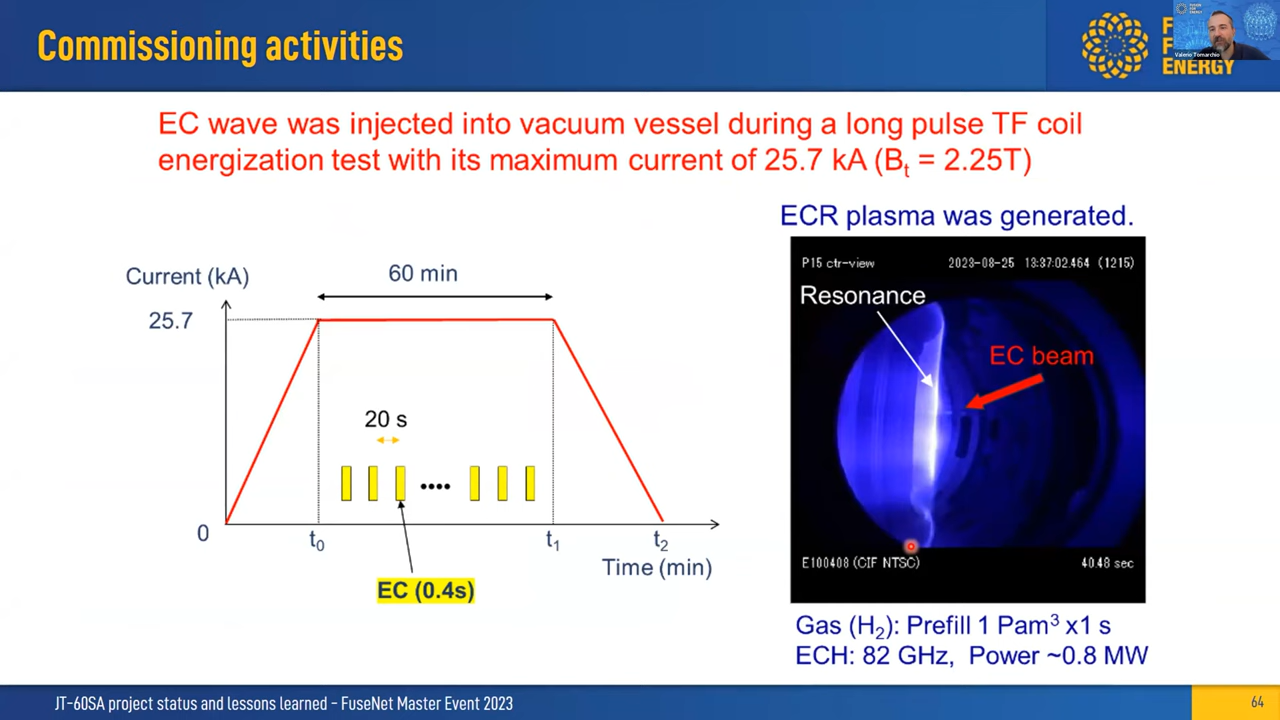 Commissioning activities
FUSION
FOR
ENERGY
Valerio Tomarchio
EC wave was injected into vacuum vessel during a long pulse TF coil
energization test with its maximum current of 25.7 kA (Bt = 2.25T)
ECR plasma was generated.
Current (kA)
60 min
25.7
20 s
0
t0
t1
t2
Time (min)
EC (0.4s)
P15 ctr-view
2023-08-25 13:37:02.464 (1215)
Resonance
EC beam
E100408 (CIF NTSC)
40.48 sec
Gas (H2): Prefill 1 Pam³ x1 s
ECH: 82 GHz, Power ~0.8 MW
JT-60SA project status and lessons learned – FuseNet Master Event 2023
64